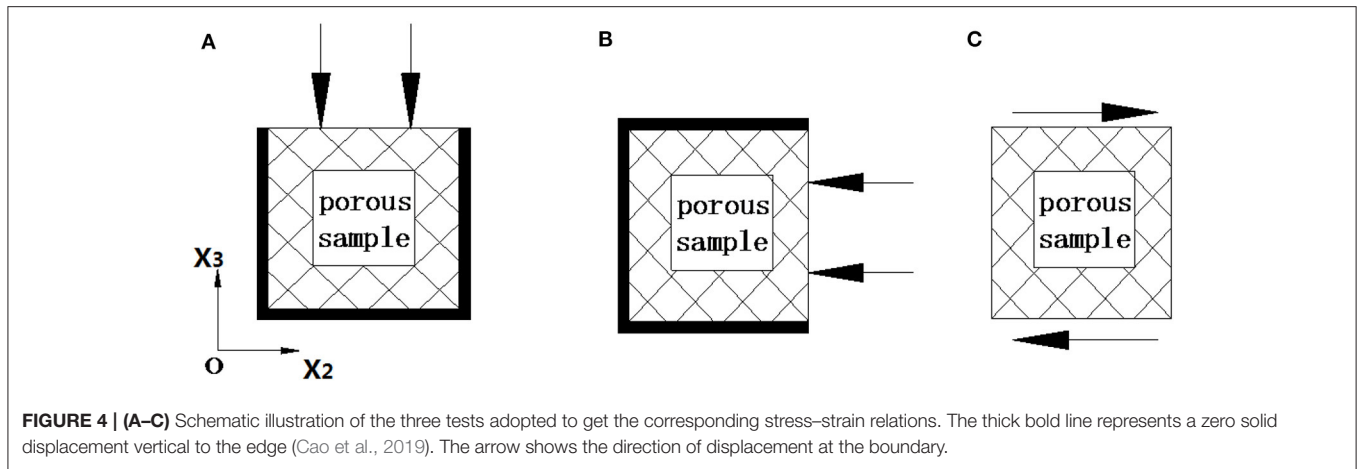 A
B
C
porous
sample
porous
sample
porous
sample
X3
O
X2
FIGURE 4 | (A–C) Schematic illustration of the three tests adopted to get the corresponding stress–strain relations. The thick bold line represents a zero solid
displacement vertical to the edge (Cao et al., 2019). The arrow shows the direction of displacement at the boundary.